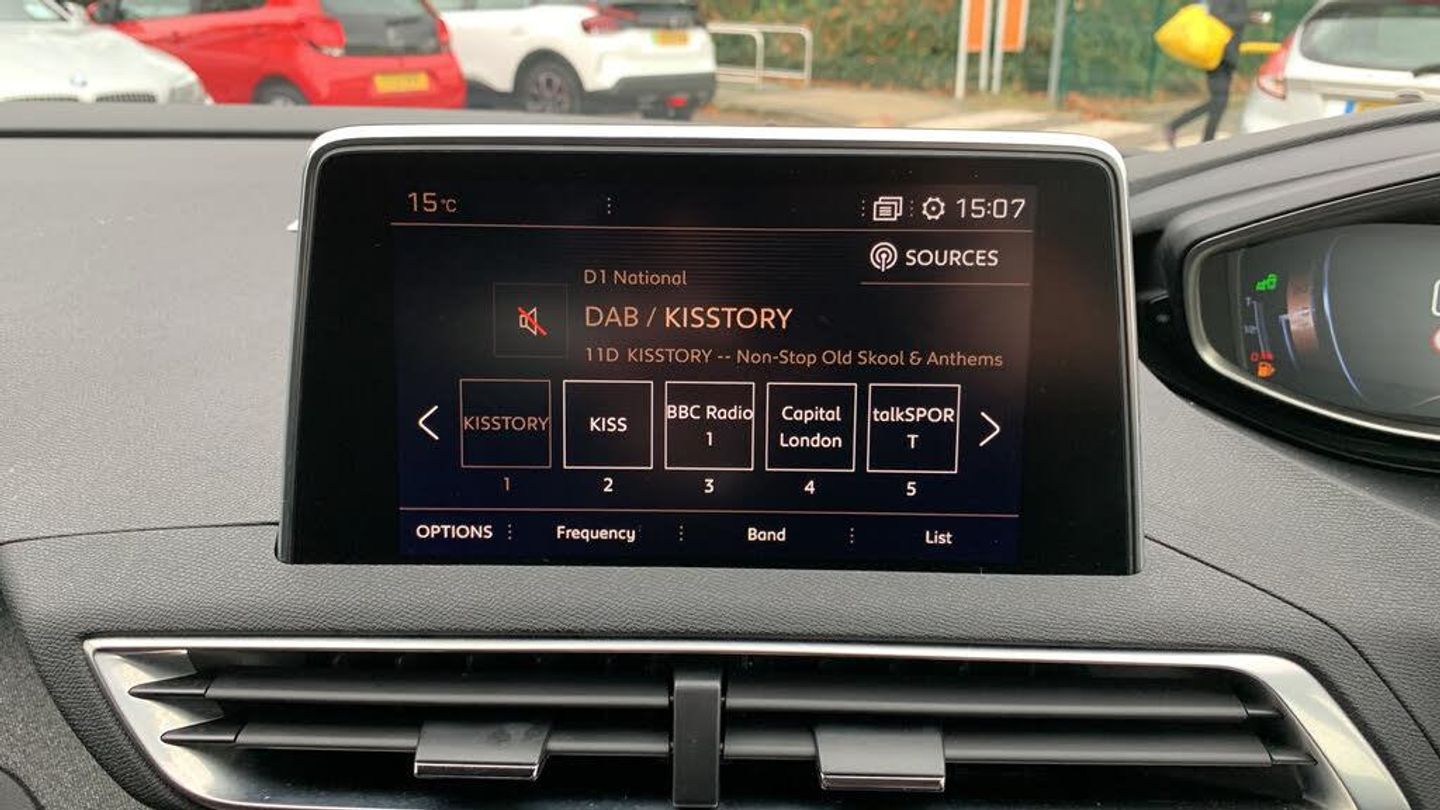 15°C
15:07
SOURCES
D1 National
DAB / KISSTORY
11D KISSTORY -- Non-Stop Old Skool & Anthems
KISSTORY
KISS
BBC Radio
1
Capital
London
talkSPOR
T
1
2
3
4
5
OPTIONS
Frequency
Band
List